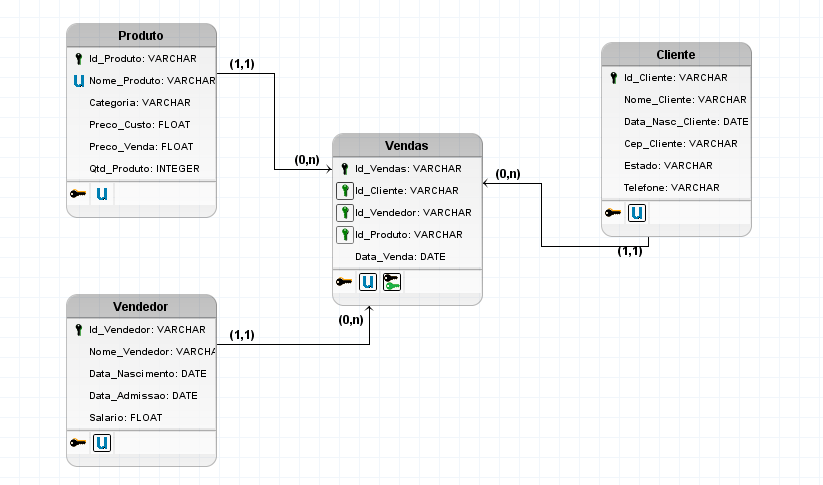 Produto
Id_Produto: VARCHAR
Nome_Produto: VARCHAR
Categoria: VARCHAR
Preco_Custo: FLOAT
Preco_Venda: FLOAT
Qtd_Produto: INTEGER
(1,1)
(0,n)
Vendas
Id_Vendas: VARCHAR
Id_Cliente: VARCHAR
Id_Vendedor: VARCHAR
Id_Produto: VARCHAR
Data_Venda: DATE
(0,n)
Cliente
Id_Cliente: VARCHAR
Nome_Cliente: VARCHAR
Data_Nasc_Cliente: DATE
Cep_Cliente: VARCHAR
Estado: VARCHAR
Telefone: VARCHAR
(1,1)
Vendedor
Id_Vendedor: VARCHAR
Nome_Vendedor: VARCHA
Data_Nascimento: DATE
Data_Admissao: DATE
Salario: FLOAT
(1,1)
(0,n)